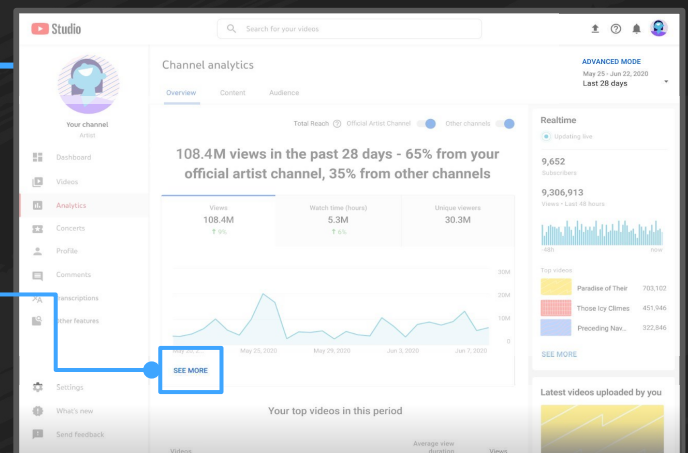 Studio
Search for your videos
Your channel
Artist
Dashboard
Videos
Analytics
Concerts
Profile
Comments
Transcriptions
Other features
Settings
What's new
Send feedback
Channel analytics
ADVANCED MODE
May 25 - Jun 22, 2020
Last 28 days
Overview Content Audience
Total Reach Official Artist Channel Other channels
108.4M views in the past 28 days - 65% from your
official artist channel, 35% from other channels
Views Watch time (hours) Unique viewers
108.4M 5.3M 30.3M
↑ 9% ↑ 6%
30M
20M
10M
0
May 25, 2020 May 29, 2020 Jun 3, 2020 Jun 7, 2020
SEE MORE
Your top videos in this period
Videos Average view duration Views
Realtime
Updating live
9,652
Subscribers
9,306,913
Views - Last 48 hours
-48h now
Top videos
Paradise of Their 703,102
Those Icy Climes 451,946
Preceding Nav... 322,846
SEE MORE
Latest videos uploaded by you